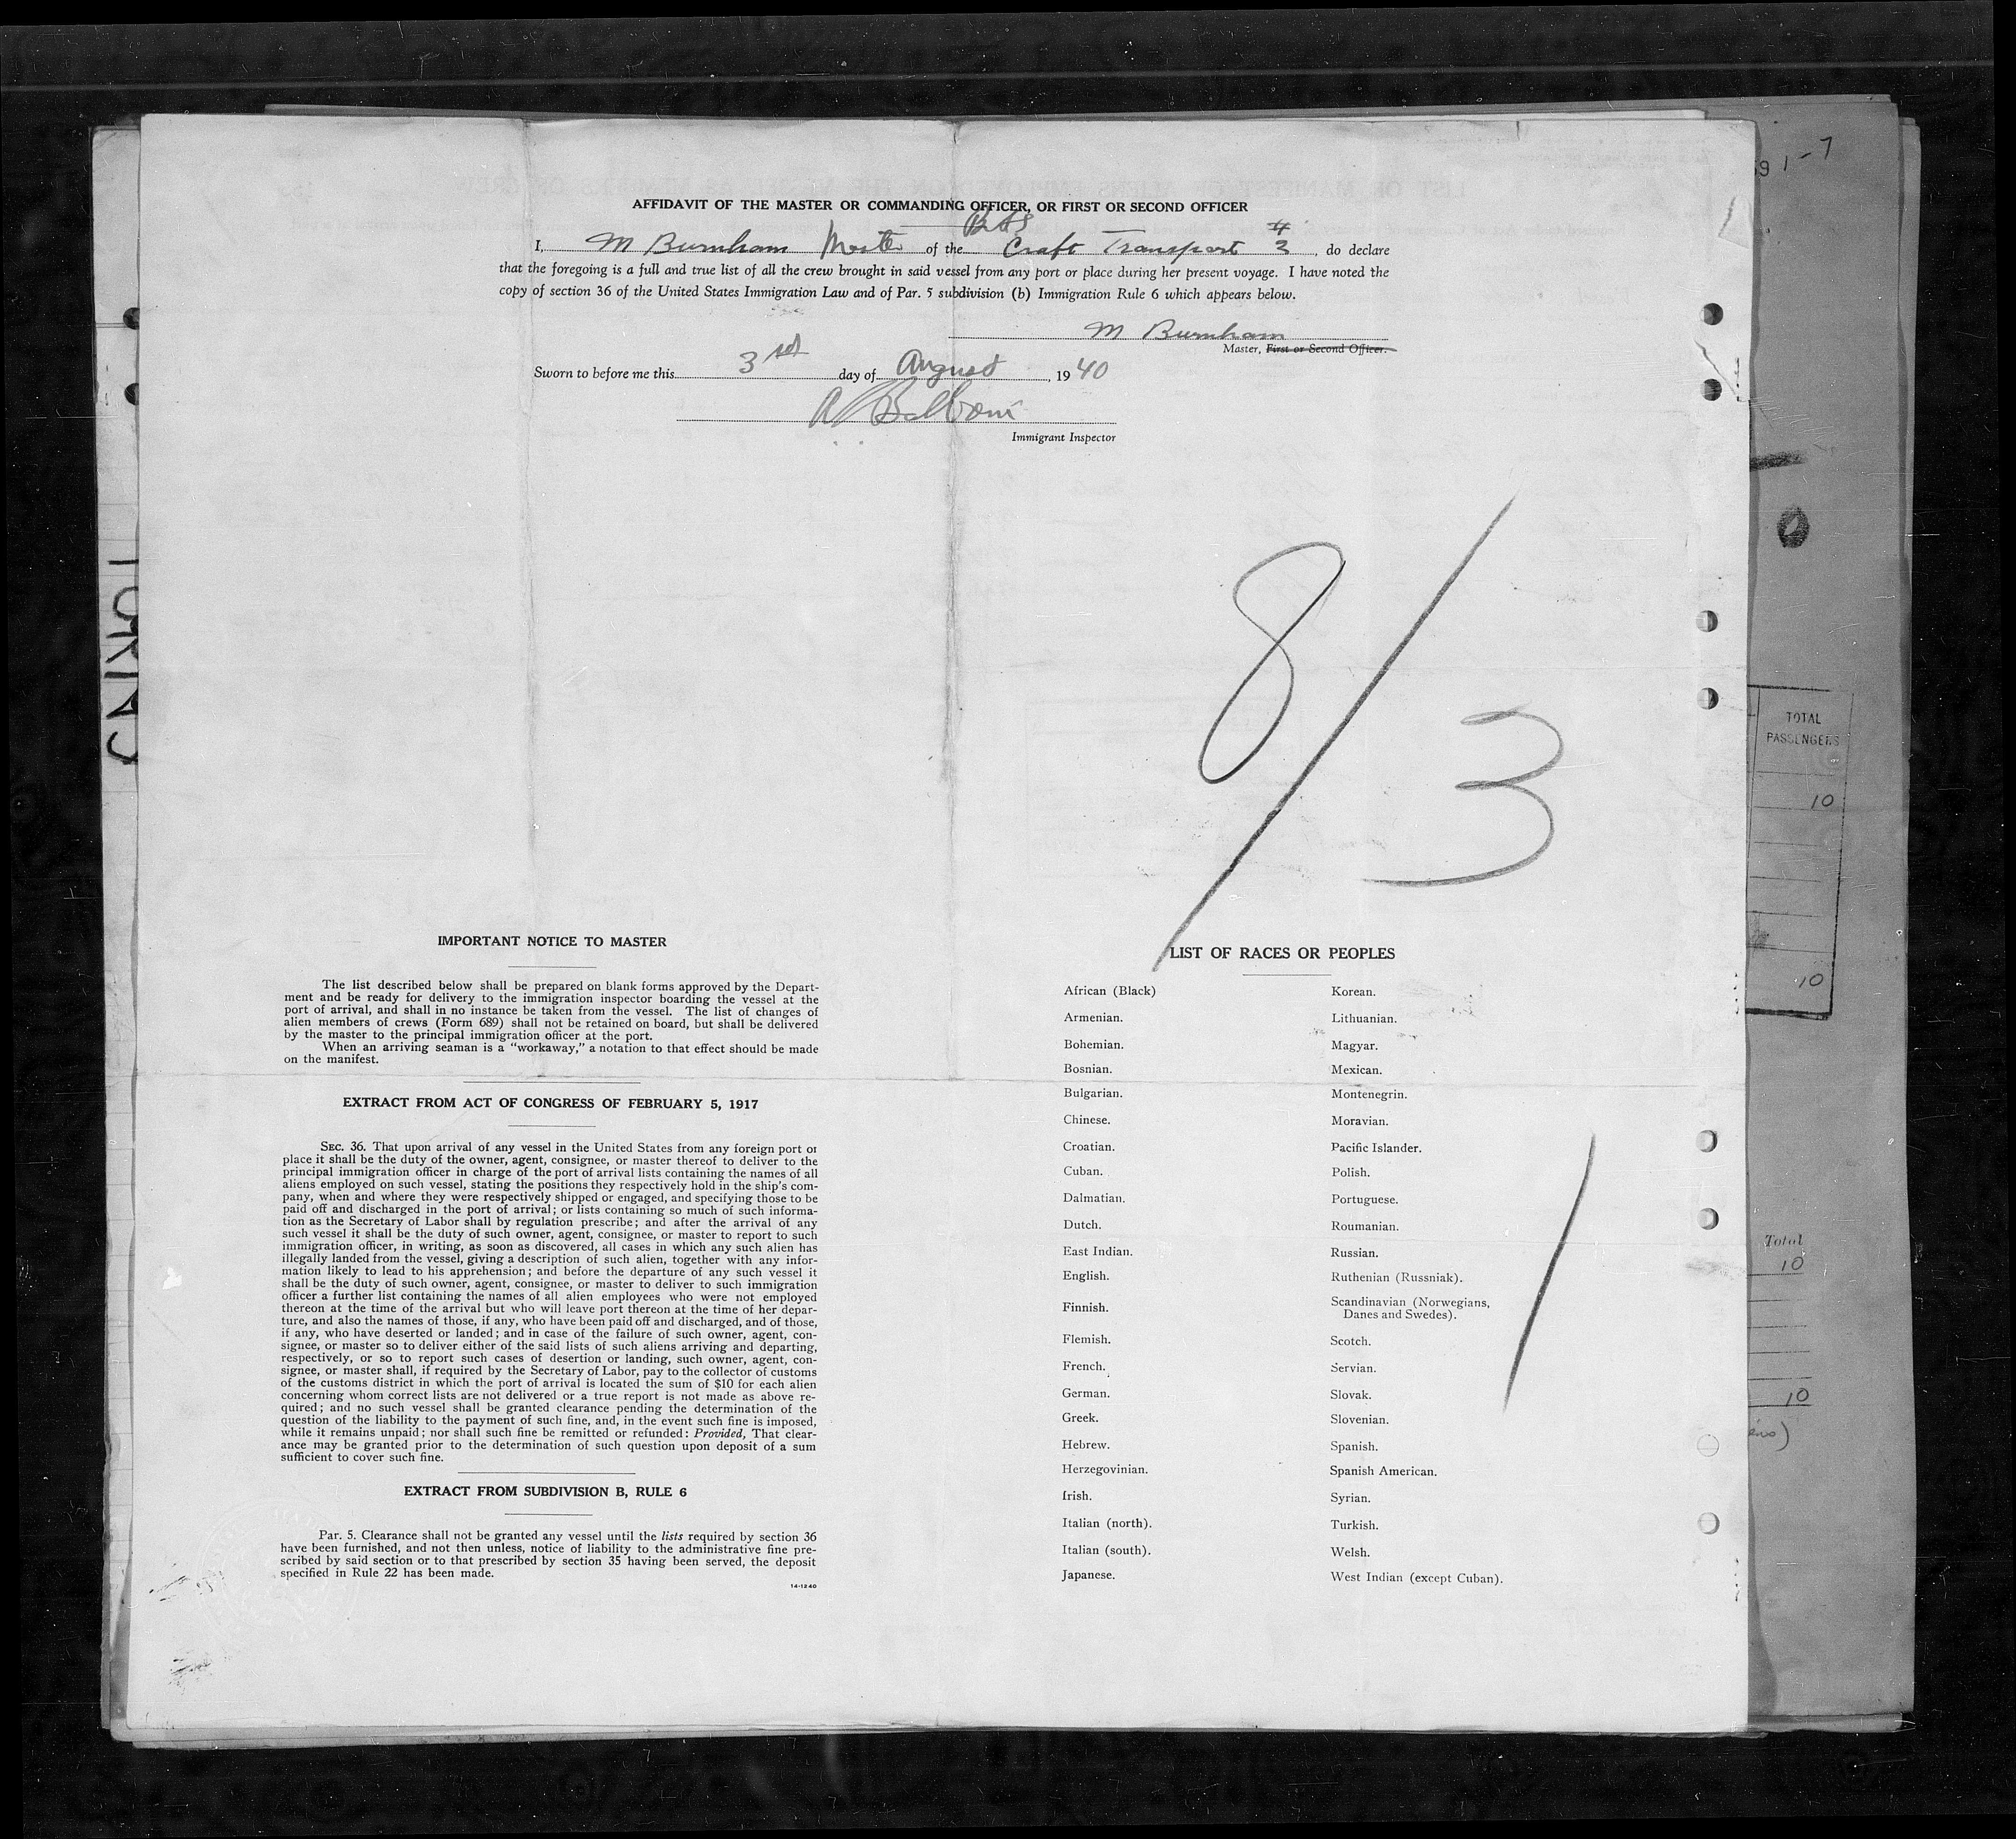 69 1-7
AFFIDAVIT OF THE MASTER OR COMMANDING OFFICER, OR FIRST OR SECOND OFFICER
I, M Burnham Master of the Craft Transport # 3, do declare
that the foregoing is a full and true list of all the crew brought in said vessel from any port or place during her present voyage. I have noted the
copy of section 36 of the United States Immigration Law and of Par. 5 subdivision (b) Immigration Rule 6 which appears below.
M Burnham
Master, First or Second Officer.
Sworn to before me this 3rd day of August, 1940
Immigrant Inspector
8/3
TOTAL
PASSENGERS
10
10
Total
10
10
IMPORTANT NOTICE TO MASTER
The list described below shall be prepared on blank forms approved by the Depart-
ment and be ready for delivery to the immigration inspector boarding the vessel at the
port of arrival, and shall in no instance be taken from the vessel. The list of changes of
alien members of crews (Form 689) shall not be retained on board, but shall be delivered
by the master to the principal immigration officer at the port.
When an arriving seaman is a "workaway," a notation to that effect should be made
on the manifest.
EXTRACT FROM ACT OF CONGRESS OF FEBRUARY 5, 1917
SEC. 36. That upon arrival of any vessel in the United States from any foreign port or
place it shall be the duty of the owner, agent, consignee, or master thereof to deliver to the
principal immigration officer in charge of the port of arrival lists containing the names of all
aliens employed on such vessel, stating the positions they respectively hold in the ship's com-
pany, when and where they were respectively shipped or engaged, and specifying those to be
paid off and discharged in the port of arrival; or lists containing so much of such informa-
tion as the Secretary of Labor shall by regulation prescribe; and after the arrival of any
such vessel it shall be the duty of such owner, agent, consignee, or master to report to such
immigration officer, in writing, as soon as discovered, all cases in which any such alien has
illegally landed from the vessel, giving a description of such alien, together with any infor-
mation likely to lead to his apprehension; and before the departure of any such vessel it
shall be the duty of such owner, agent, consignee, or master to deliver to such immigration
officer a further list containing the names of all alien employees who were not employed
thereon at the time of the arrival but who will leave port thereon at the time of her depar-
ture, and also the names of those, if any, who have been paid off and discharged, and of those,
if any, who have deserted or landed; and in case of the failure of such owner, agent, con-
signee, or master so to deliver either of the said lists of such aliens arriving and departing,
respectively, or so to report such cases of desertion or landing, such owner, agent, con-
signee, or master shall, if required by the Secretary of Labor, pay to the collector of customs
of the customs district in which the port of arrival is located the sum of $10 for each alien
concerning whom correct lists are not delivered or a true report is not made as above re-
quired; and no such vessel shall be granted clearance pending the determination of the
question of the liability to the payment of such fine, and, in the event such fine is imposed,
while it remains unpaid; nor shall such fine be remitted or refunded: Provided, That clear-
ance may be granted prior to the determination of such question upon deposit of a sum
sufficient to cover such fine.
EXTRACT FROM SUBDIVISION B, RULE 6
Par. 5. Clearance shall not be granted any vessel until the lists required by section 36
have been furnished, and not then unless, notice of liability to the administrative fine pre-
scribed by said section or to that prescribed by section 35 having been served, the deposit
specified in Rule 22 has been made.
14-1240
LIST OF RACES OR PEOPLES
African (Black)
Armenian.
Bohemian.
Bosnian.
Bulgarian.
Chinese.
Croatian.
Cuban.
Dalmatian.
Dutch.
East Indian.
English.
Finnish.
Flemish.
French.
German.
Greek.
Hebrew.
Herzegovinian.
Irish.
Italian (north).
Italian (south).
Japanese.
Korean.
Lithuanian.
Magyar.
Mexican.
Montenegrin.
Moravian.
Pacific Islander.
Polish.
Portuguese.
Roumanian.
Russian.
Ruthenian (Russniak).
Scandinavian (Norwegians,
Danes and Swedes).
Scotch.
Servian.
Slovak.
Slovenian.
Spanish.
Spanish American.
Syrian.
Turkish.
Welsh.
West Indian (except Cuban).